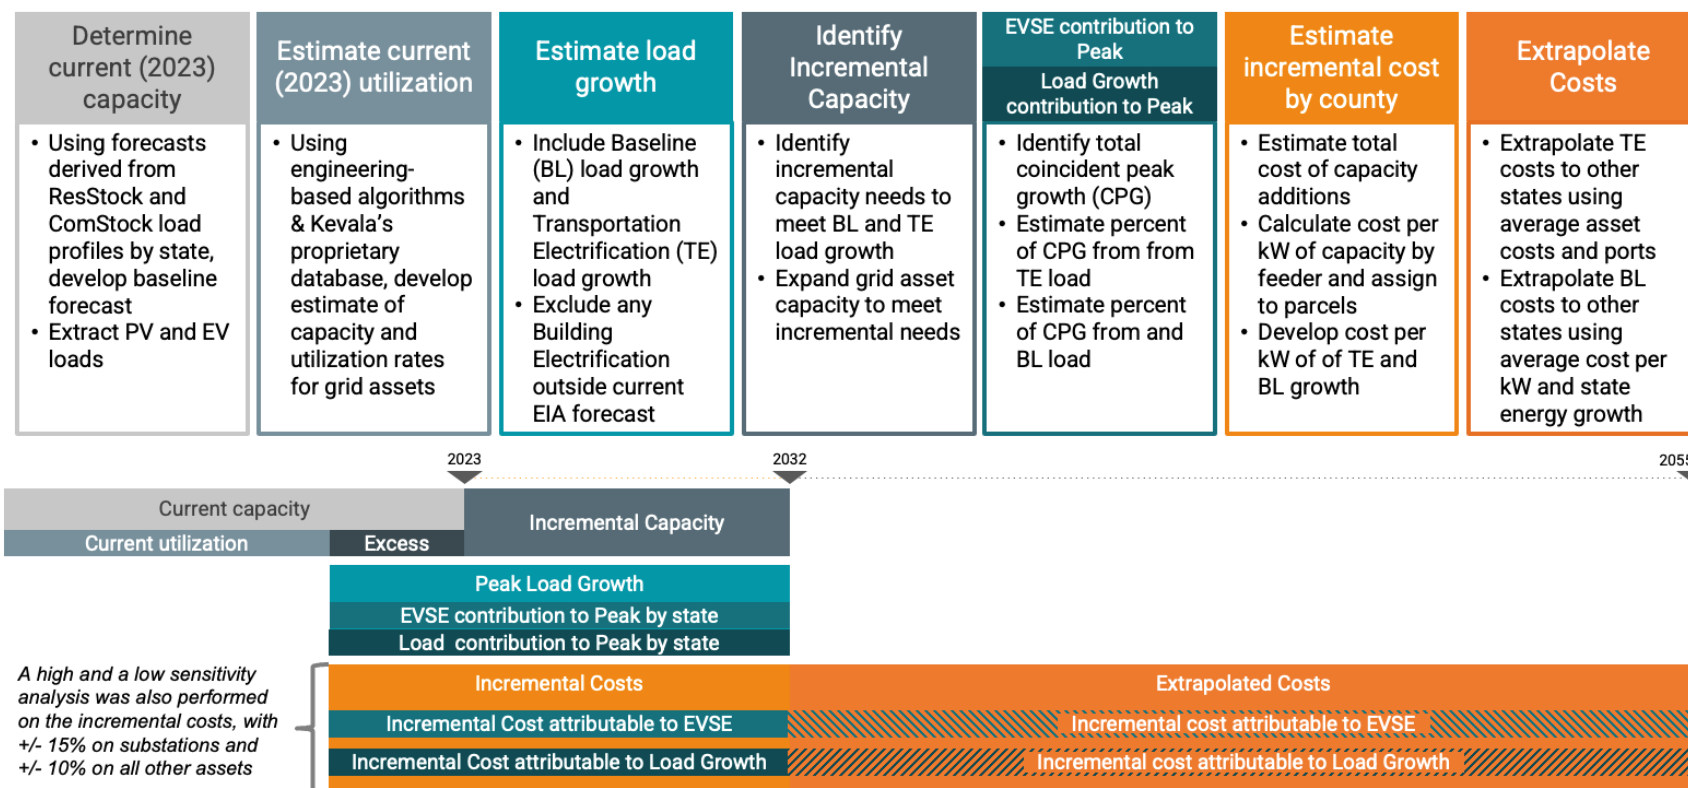 Determine
current (2023)
capacity
• Using forecasts
derived from
ResStock and
ComStock load
profiles by state,
develop baseline
forecast
• Extract PV and EV
loads
Estimate current
(2023) utilization
• Using
engineering-
based algorithms
& Kevala's
proprietary
database, develop
estimate of
capacity and
utilization rates
for grid assets
Estimate load
growth
• Include Baseline
(BL) load growth
and
Transportation
Electrification (TE)
load growth
• Exclude any
Building
Electrification
outside current
EIA forecast
Identify
Incremental
Capacity
• Identify
incremental
capacity needs to
meet BL and TE
load growth
• Expand grid asset
capacity to meet
incremental needs
EVSE contribution to
Peak
Load Growth
contribution to Peak
• Identify total
coincident peak
growth (CPG)
• Estimate percent
of CPG from from
TE load
• Estimate percent
of CPG from and
BL load
Estimate
incremental cost
by county
• Estimate total
cost of capacity
additions
• Calculate cost per
kW of capacity by
feeder and assign
to parcels
• Develop cost per
kW of of TE and
BL growth
Extrapolate
Costs
• Extrapolate TE
costs to other
states using
average asset
costs and ports
• Extrapolate BL
costs to other
states using
average cost per
kW and state
energy growth
2023
2032
2055
Current capacity
Incremental Capacity
Current utilization
Excess
Peak Load Growth
EVSE contribution to Peak by state
Load contribution to Peak by state
A high and a low sensitivity
analysis was also performed
on the incremental costs, with
+/- 15% on substations and
+/- 10% on all other assets
Incremental Costs
Extrapolated Costs
Incremental Cost attributable to EVSE
Incremental cost attributable to EVSE
Incremental Cost attributable to Load Growth
Incremental cost attributable to Load Growth